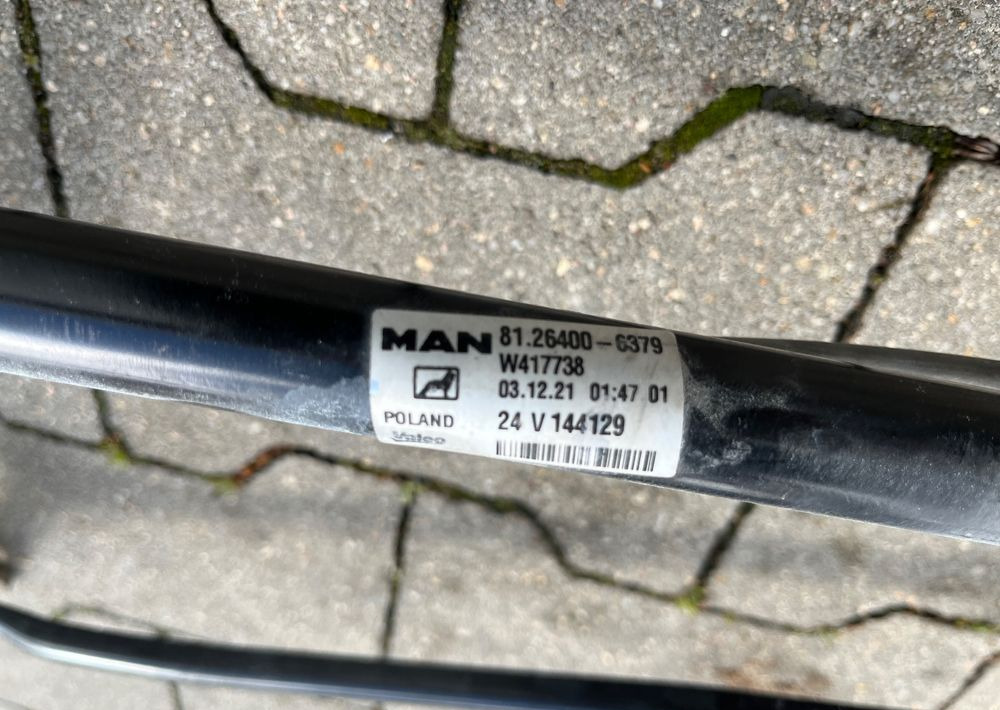 MAN 81.26400-6379
W417738
03.12.21 01:47 01
POLAND 24 V 144129
Valeo